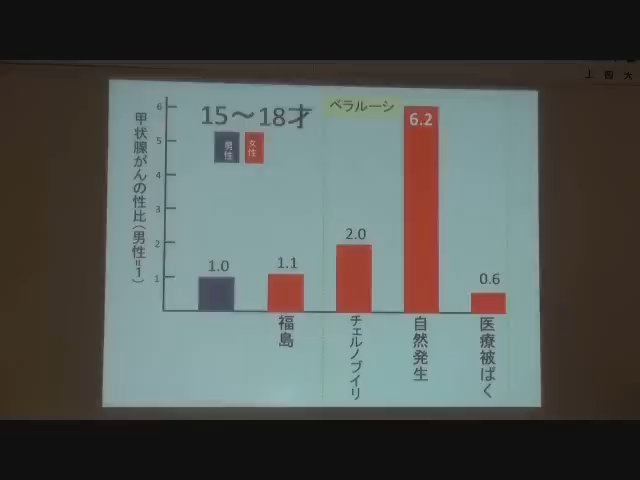 上 図 大
15～18才
男性
女性
ベラルーシ
甲状腺がんの性比(男性=1)
6
5
4
3
2
1
1.0
1.1
2.0
6.2
0.6
福島
チェルノブイリ
自然発生
医療被ばく